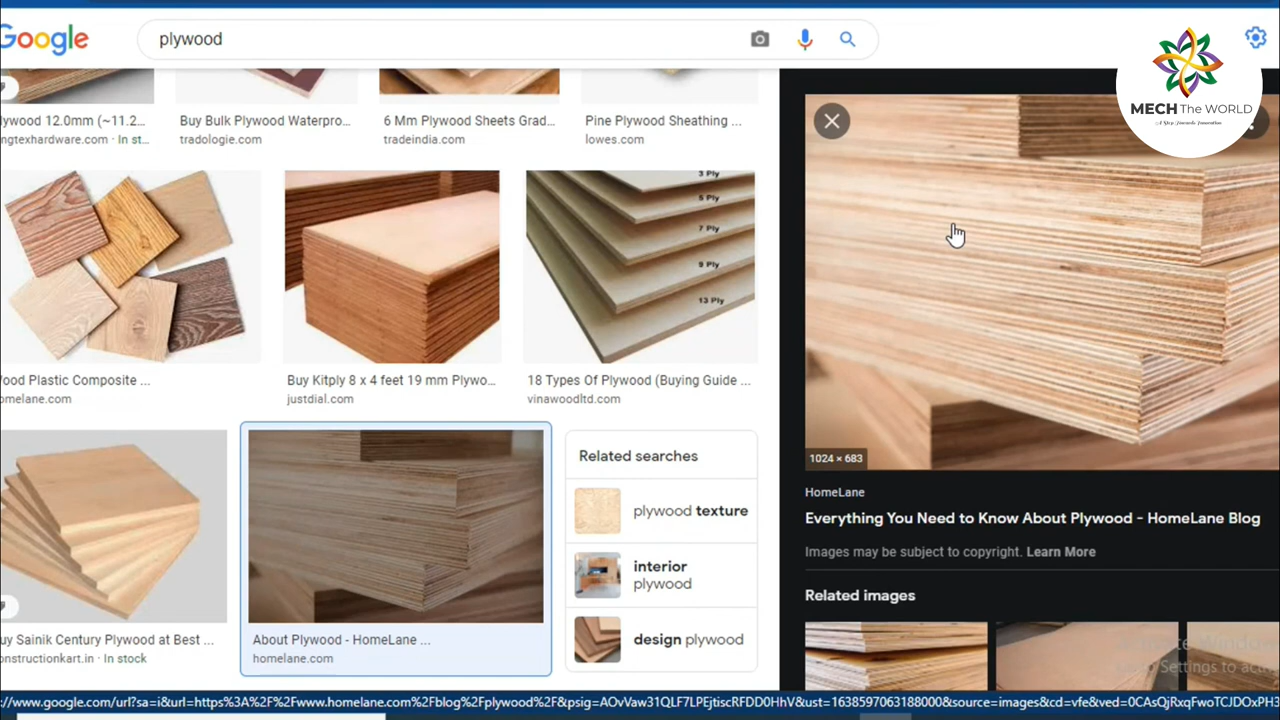 Google
plywood
MECH The WORLD
lywood 12.0mm (~11.2...
ngtexhardware.com · In st...
Buy Bulk Plywood Waterpro...
tradologie.com
6 Mm Plywood Sheets Grad...
tradeindia.com
Pine Plywood Sheathing ...
lowes.com
3 Ply
5 Ply
7 Ply
9 Ply
13 Ply
Wood Plastic Composite ...
omelane.com
Buy Kitply 8 x 4 feet 19 mm Plywo...
justdial.com
18 Types Of Plywood (Buying Guide ...
vinawoodltd.com
Related searches
plywood texture
interior
plywood
design plywood
uy Sainik Century Plywood at Best ...
onstructionkart.in · In stock
About Plywood - HomeLane ...
homelane.com
1024 × 683
HomeLane
Everything You Need to Know About Plywood - HomeLane Blog
Images may be subject to copyright. Learn More
Related images
Settings to acti
://www.google.com/url?sa=i&url=https%3A%2F%2Fwww.homelane.com%2Fblog%2Fplywood%2F&psig=AOvVaw31QLF7LPEjtiscRFDD0HhV&ust=1638597063188000&source=images&cd=vfe&ved=0CAsQjRxqFwoTCJDOxPH3